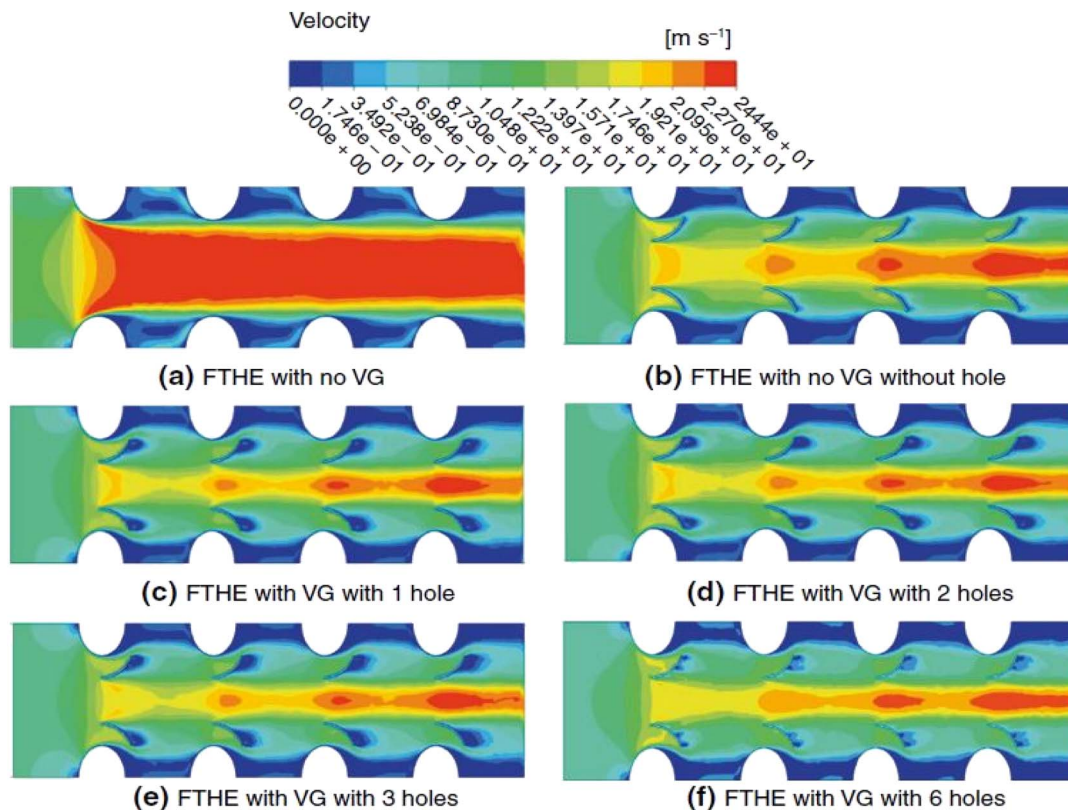 Velocity
[m s⁻¹]
0.000e + 00
1.746e – 01
3.492e – 01
5.238e – 01
6.984e – 01
8.730e – 01
1.048e + 01
1.222e + 01
1.397e + 01
1.571e + 01
1.746e + 01
1.921e + 01
2.095e + 01
2.270e + 01
2444e + 01
(a) FTHE with no VG
(b) FTHE with no VG without hole
(c) FTHE with VG with 1 hole
(d) FTHE with VG with 2 holes
(e) FTHE with VG with 3 holes
(f) FTHE with VG with 6 holes